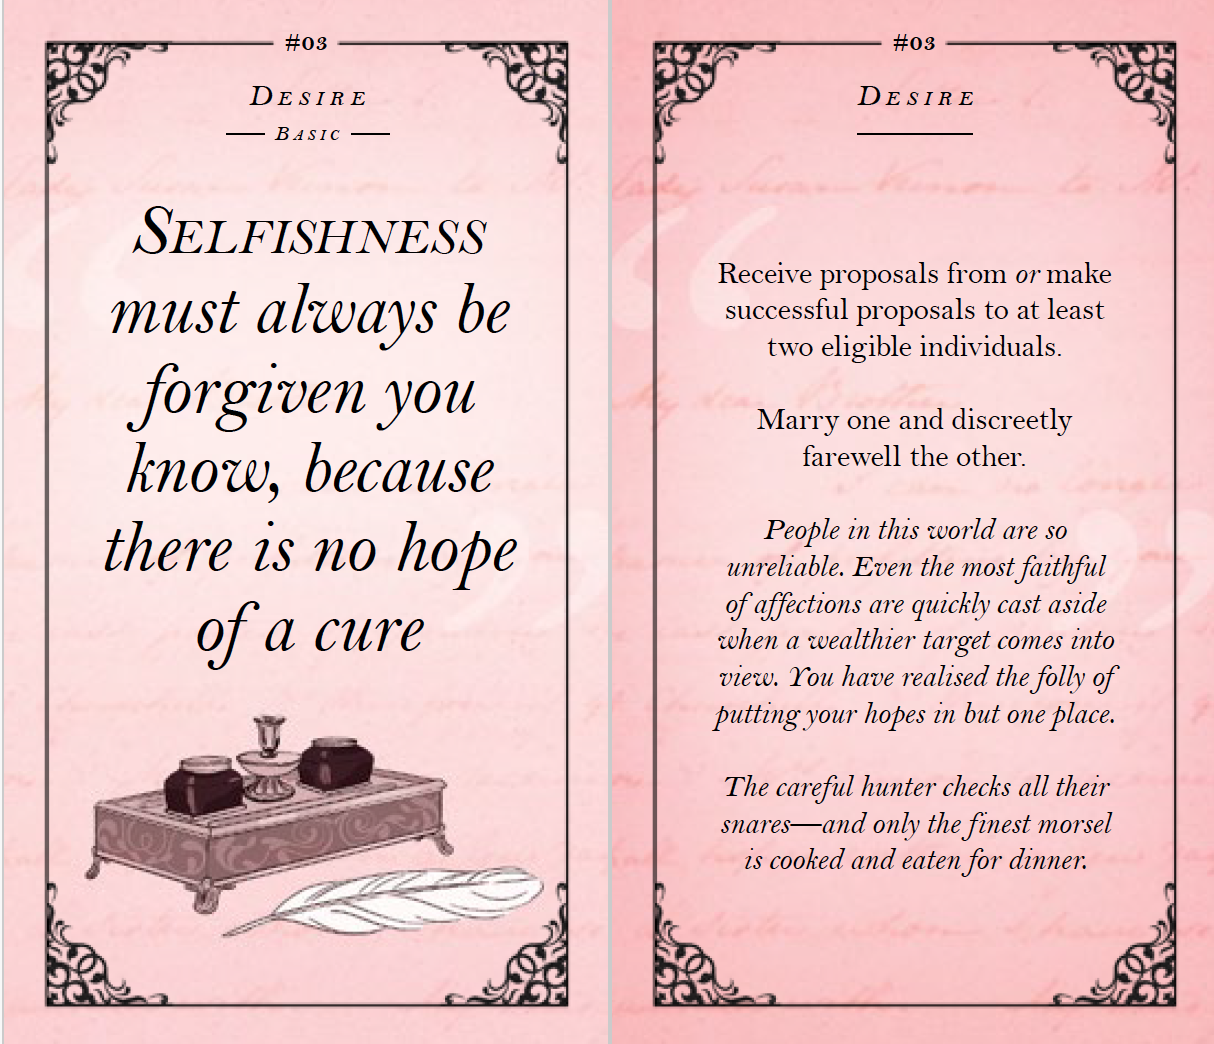 #03
DESIRE
BASIC
SELFISHNESS
must always be
forgiven you
know, because
there is no hope
of a cure
#03
DESIRE
Receive proposals from or make
successful proposals to at least
two eligible individuals.
Marry one and discreetly
farewell the other.
People in this world are so
unreliable. Even the most faithful
of affections are quickly cast aside
when a wealthier target comes into
view. You have realised the folly of
putting your hopes in but one place.
The careful hunter checks all their
snares—and only the finest morsel
is cooked and eaten for dinner.